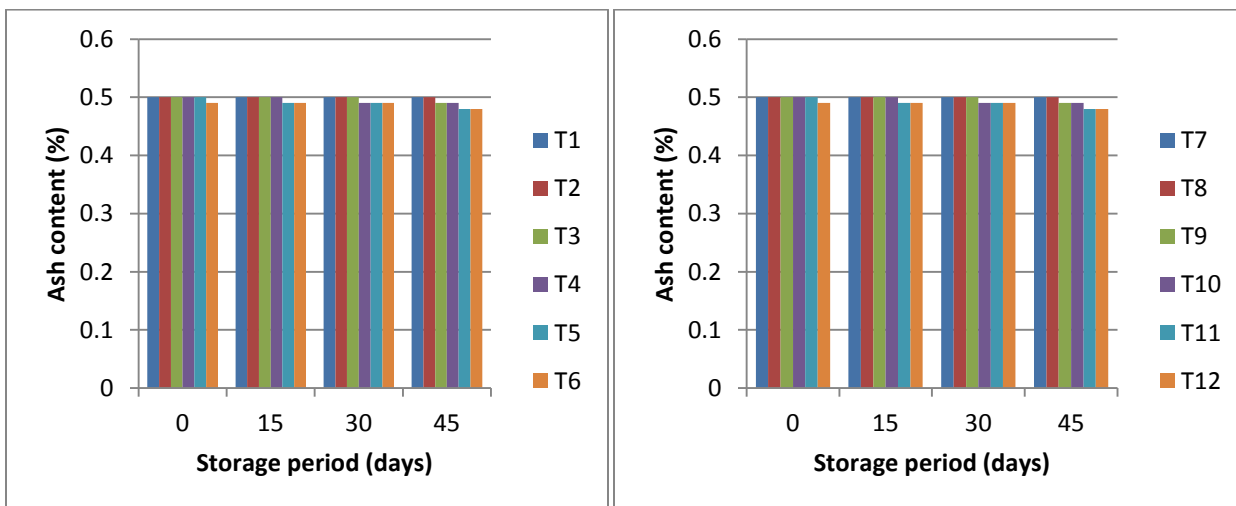 0.6
0.5
0.4
0.3
0.2
0.1
0
Ash content (%)
0 15 30 45
Storage period (days)
T1
T2
T3
T4
T5
T6
0.6
0.5
0.4
0.3
0.2
0.1
0
Ash content (%)
0 15 30 45
Storage period (days)
T7
T8
T9
T10
T11
T12